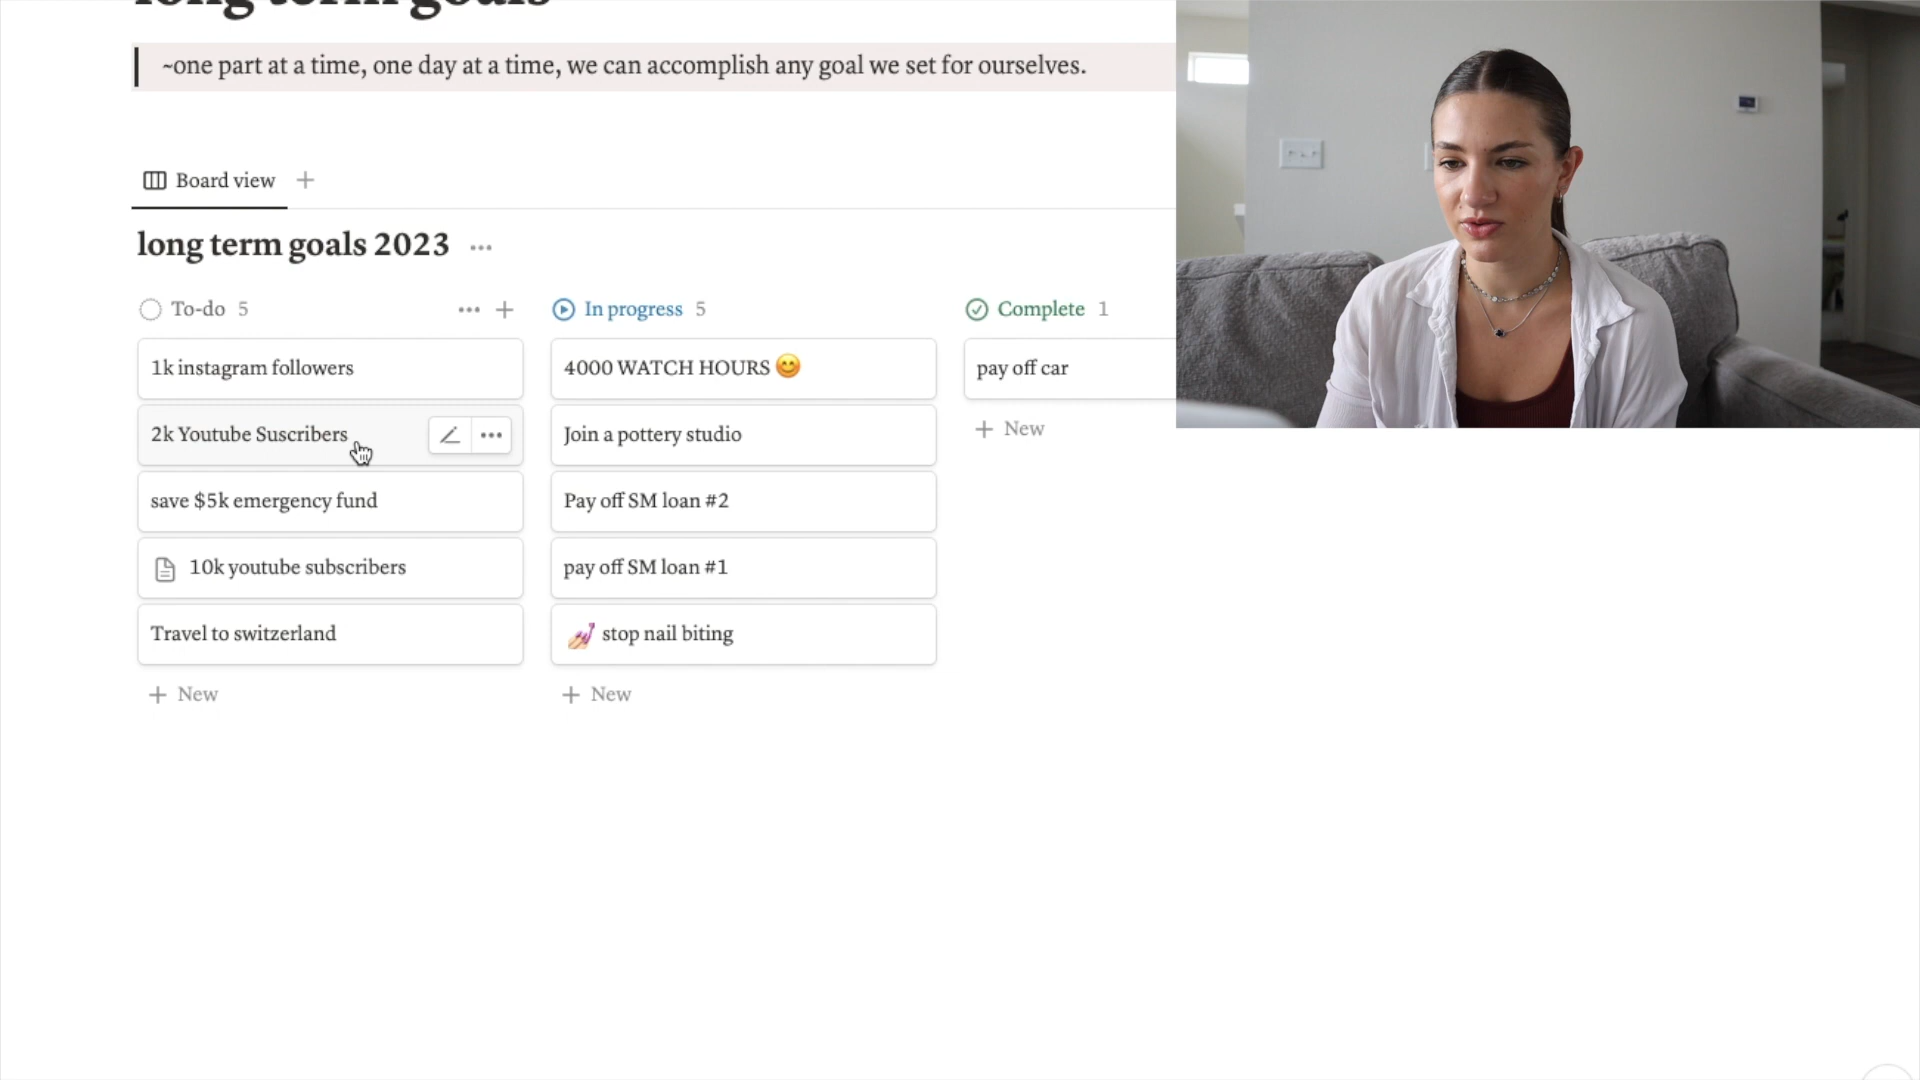 long term goals
~one part at a time, one day at a time, we can accomplish any goal we set for ourselves.
Board view
long term goals 2023
To-do 5
1k instagram followers
2k Youtube Suscribers
save $5k emergency fund
10k youtube subscribers
Travel to switzerland
New
In progress 5
4000 WATCH HOURS 😊
Join a pottery studio
Pay off SM loan #2
pay off SM loan #1
💅 stop nail biting
New
Complete 1
pay off car
New